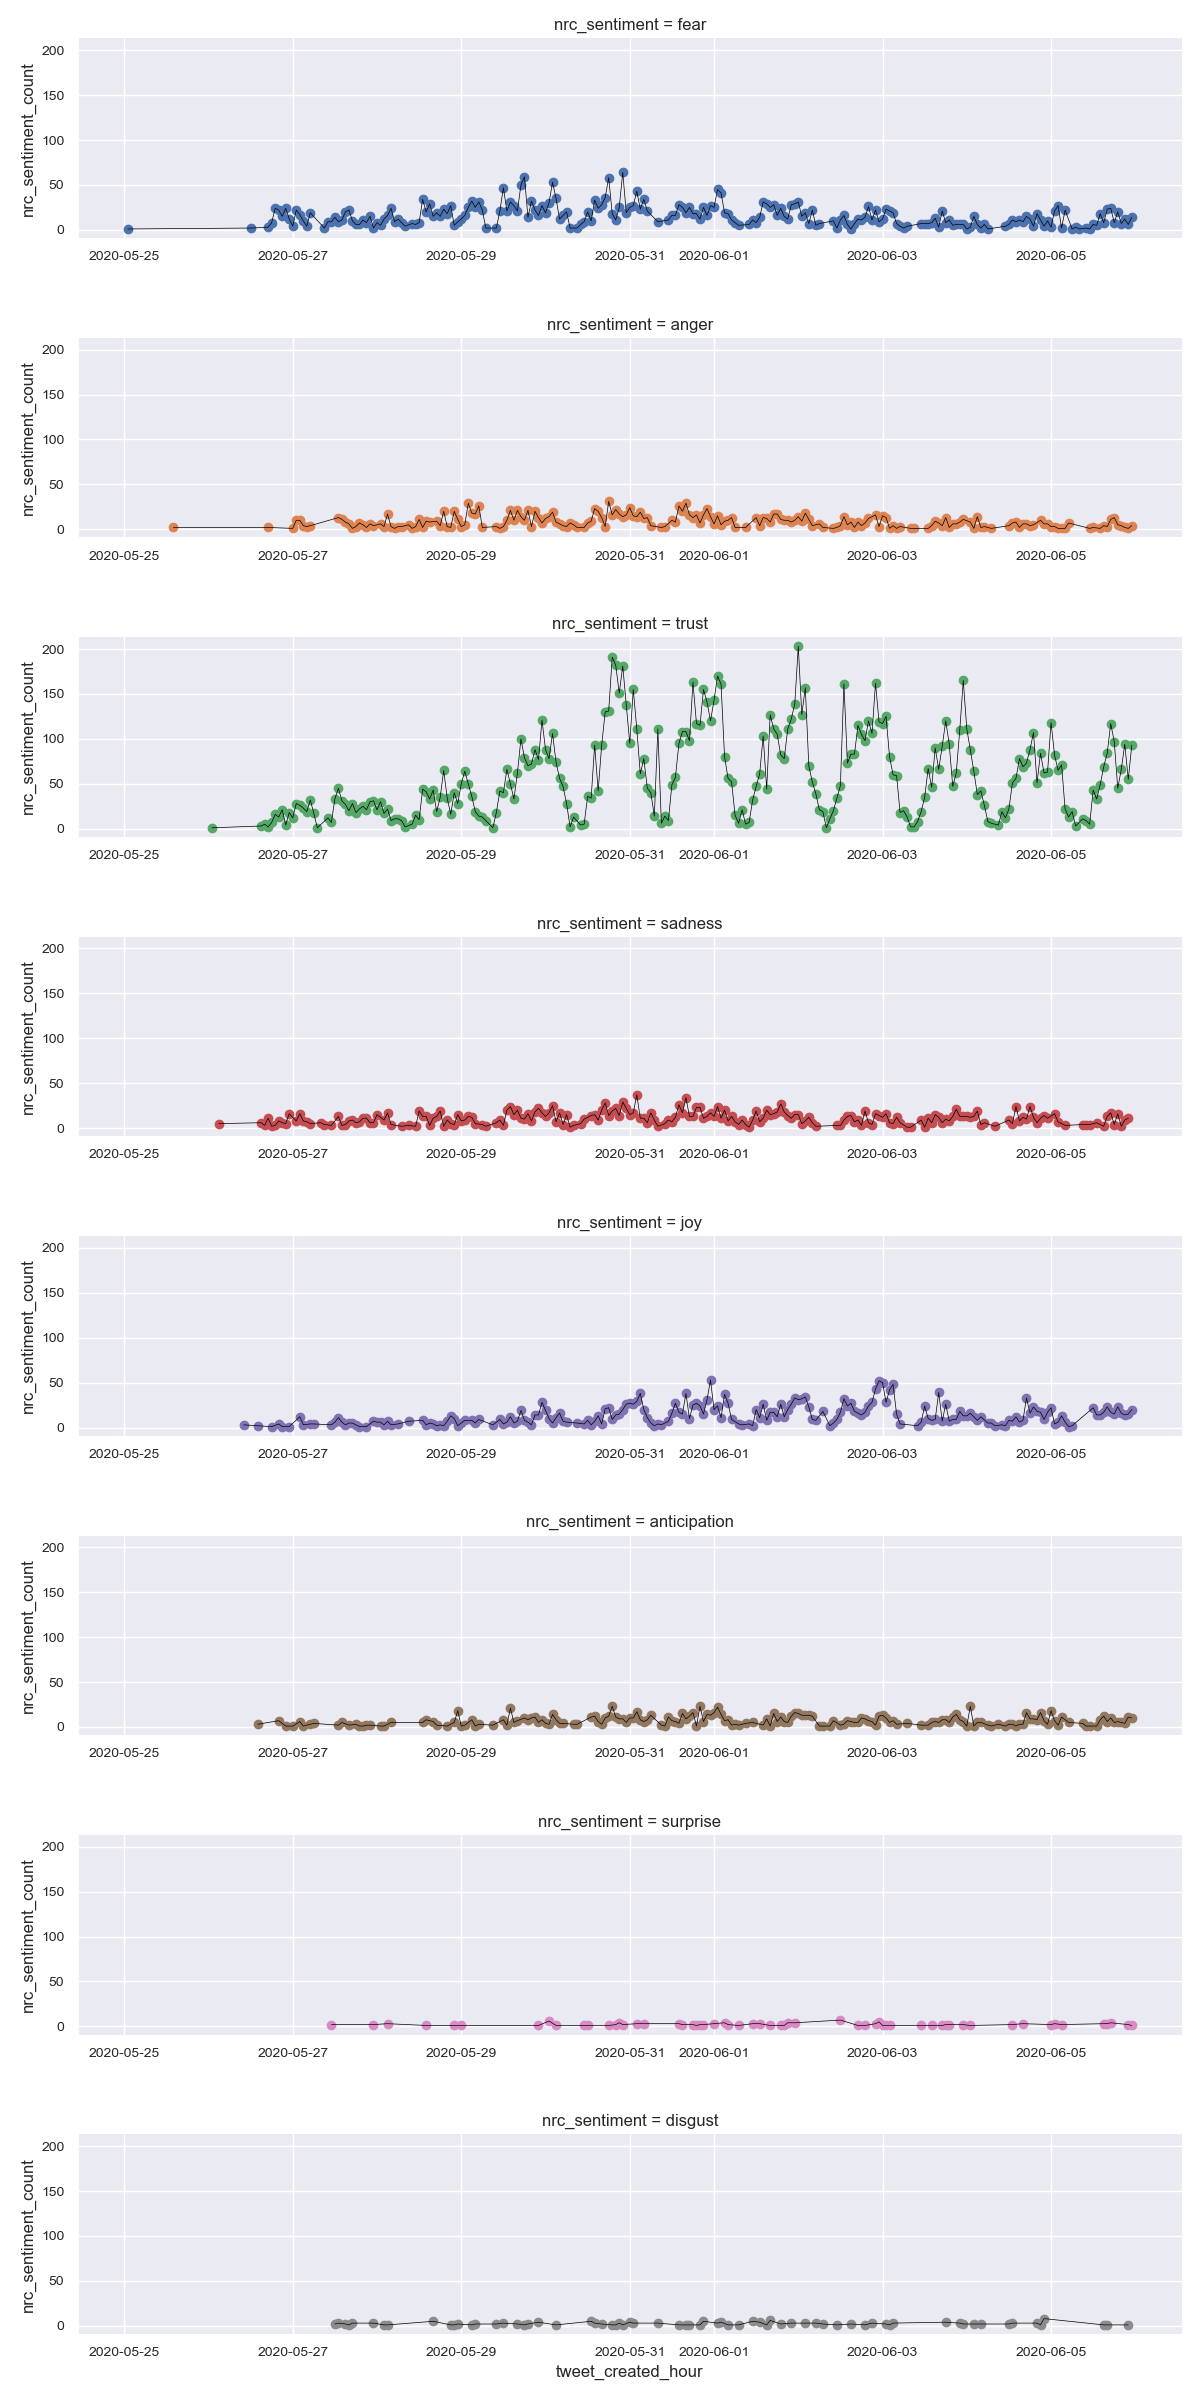 nrc_sentiment = fear
nrc_sentiment_count
200
150
100
50
0
2020-05-25 2020-05-27 2020-05-29 2020-05-31 2020-06-01 2020-06-03 2020-06-05
nrc_sentiment = anger
nrc_sentiment_count
200
150
100
50
0
2020-05-25 2020-05-27 2020-05-29 2020-05-31 2020-06-01 2020-06-03 2020-06-05
nrc_sentiment = trust
nrc_sentiment_count
200
150
100
50
0
2020-05-25 2020-05-27 2020-05-29 2020-05-31 2020-06-01 2020-06-03 2020-06-05
nrc_sentiment = sadness
nrc_sentiment_count
200
150
100
50
0
2020-05-25 2020-05-27 2020-05-29 2020-05-31 2020-06-01 2020-06-03 2020-06-05
nrc_sentiment = joy
nrc_sentiment_count
200
150
100
50
0
2020-05-25 2020-05-27 2020-05-29 2020-05-31 2020-06-01 2020-06-03 2020-06-05
nrc_sentiment = anticipation
nrc_sentiment_count
200
150
100
50
0
2020-05-25 2020-05-27 2020-05-29 2020-05-31 2020-06-01 2020-06-03 2020-06-05
nrc_sentiment = surprise
nrc_sentiment_count
200
150
100
50
0
2020-05-25 2020-05-27 2020-05-29 2020-05-31 2020-06-01 2020-06-03 2020-06-05
nrc_sentiment = disgust
nrc_sentiment_count
200
150
100
50
0
2020-05-25 2020-05-27 2020-05-29 2020-05-31 2020-06-01 2020-06-03 2020-06-05
tweet_created_hour